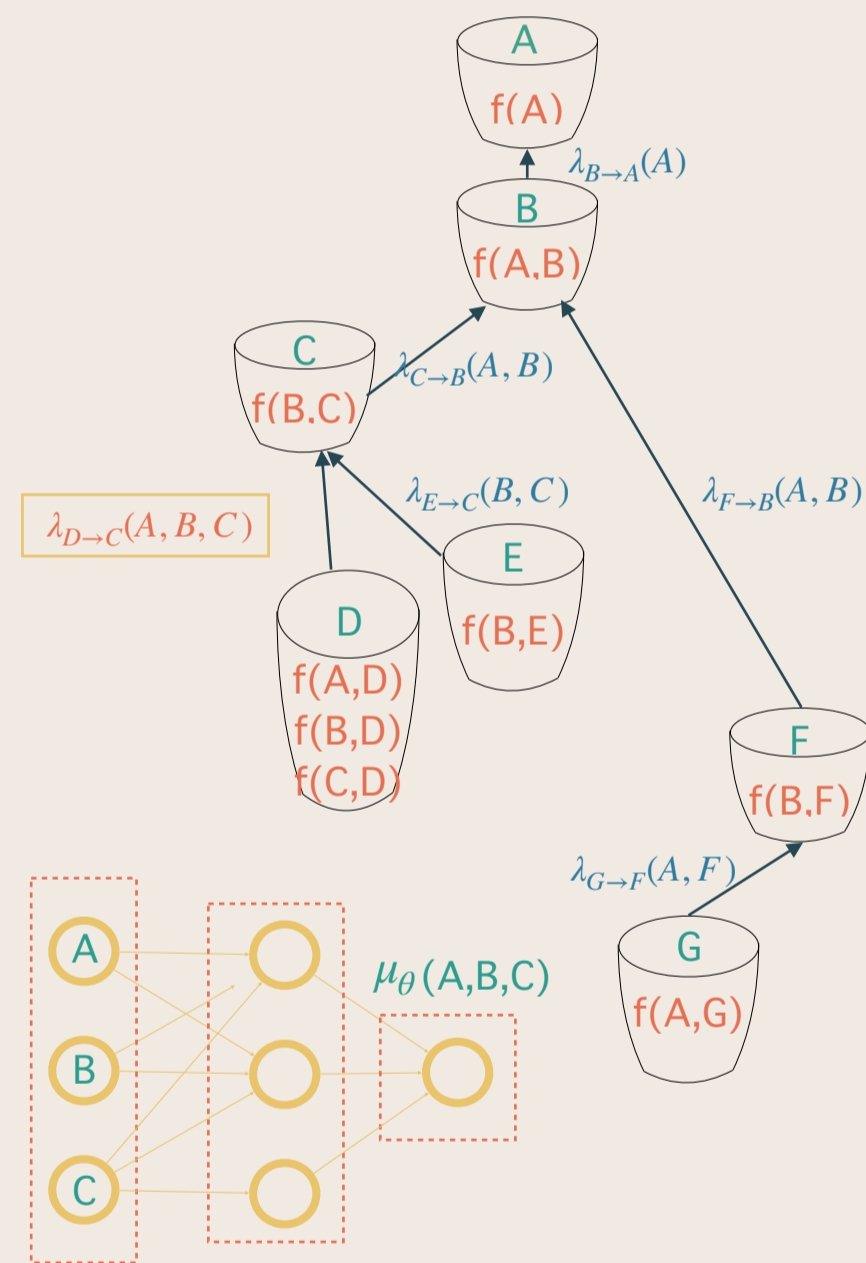 A
f(A)
λ_{B→A}(A)
B
f(A,B)
C
f(B,C)
λ_{C→B}(A, B)
λ_{D→C}(A, B, C)
λ_{E→C}(B, C)
λ_{F→B}(A, B)
D
f(A,D)
f(B,D)
f(C,D)
E
f(B,E)
F
f(B,F)
λ_{G→F}(A, F)
G
f(A,G)
A
B
C
μ_θ(A,B,C)